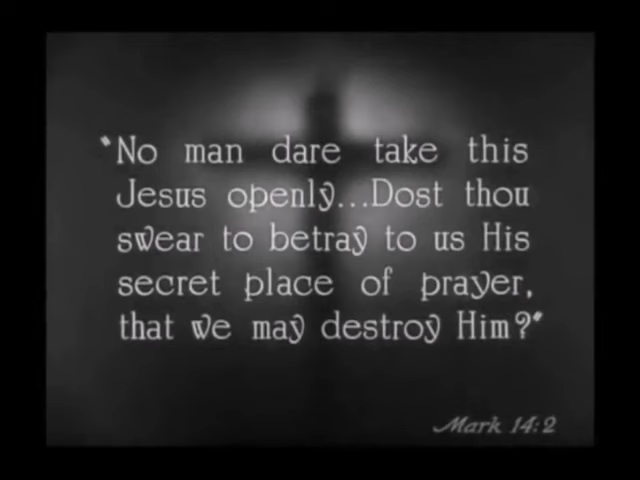 "No man dare take this
Jesus openly...Dost thou
swear to betray to us His
secret place of prayer,
that we may destroy Him?"
Mark 14:2